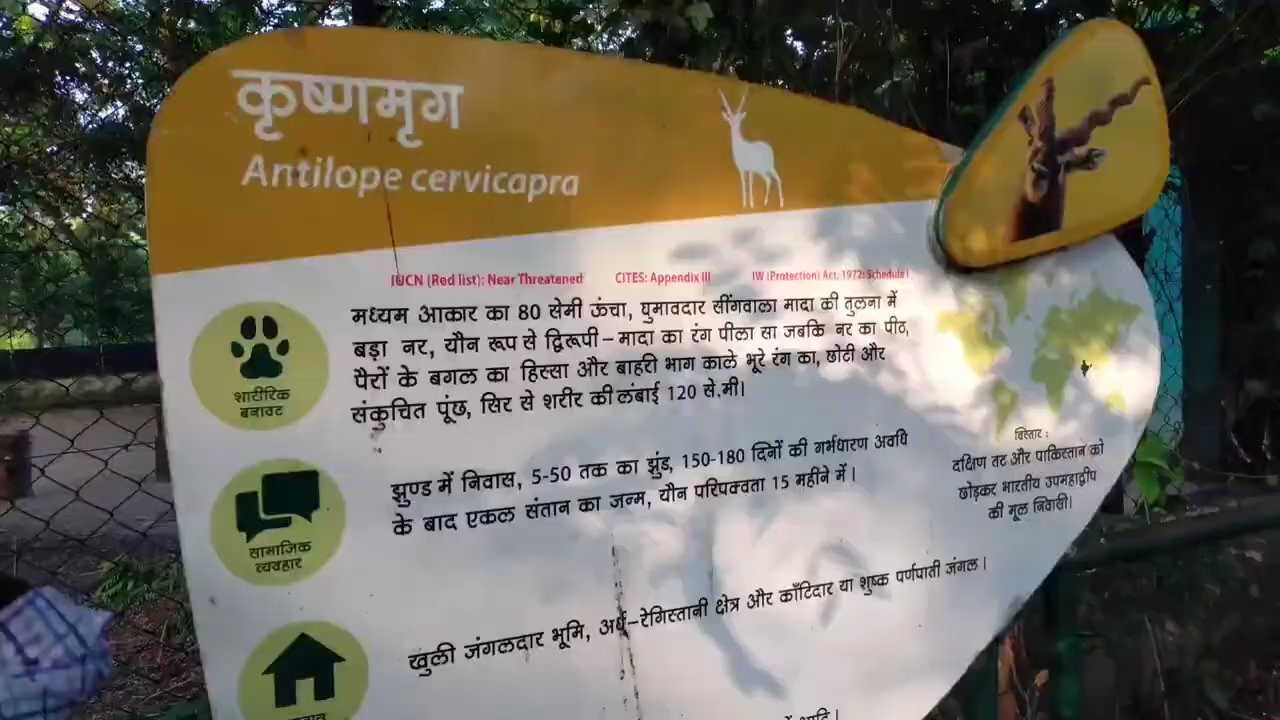 कृष्णमृग
Antilope cervicapra
IUCN (Red list): Near Threatened CITES: Appendix III IW (Protection) Act, 1972: Schedule I
मध्यम आकार का 80 सेमी ऊंचा, घुमावदार सींगवाला मादा की तुलना में
बड़ा नर, यौन रूप से द्विरूपी – मादा का रंग पीला सा जबकि नर का पीठ,
पैरों के बगल का हिस्सा और बाहरी भाग काले भूरे रंग का, छोटी और
संकुचित पूंछ, सिर से शरीर की लंबाई 120 से.मी।
शारीरिक
बनावट
झुण्ड में निवास, 5-50 तक का झुंड, 150-180 दिनों की गर्भधारण अवधि
के बाद एकल संतान का जन्म, यौन परिपक्वता 15 महीने में।
सामाजिक
व्यवहार
विस्तार :
दक्षिण तट और पाकिस्तान को
छोड़कर भारतीय उपमहाद्वीप
की मूल निवासी।
खुली जंगलदार भूमि, अर्ध-रेगिस्तानी क्षेत्र और काँटेदार या शुष्क पर्णपाती जंगल।